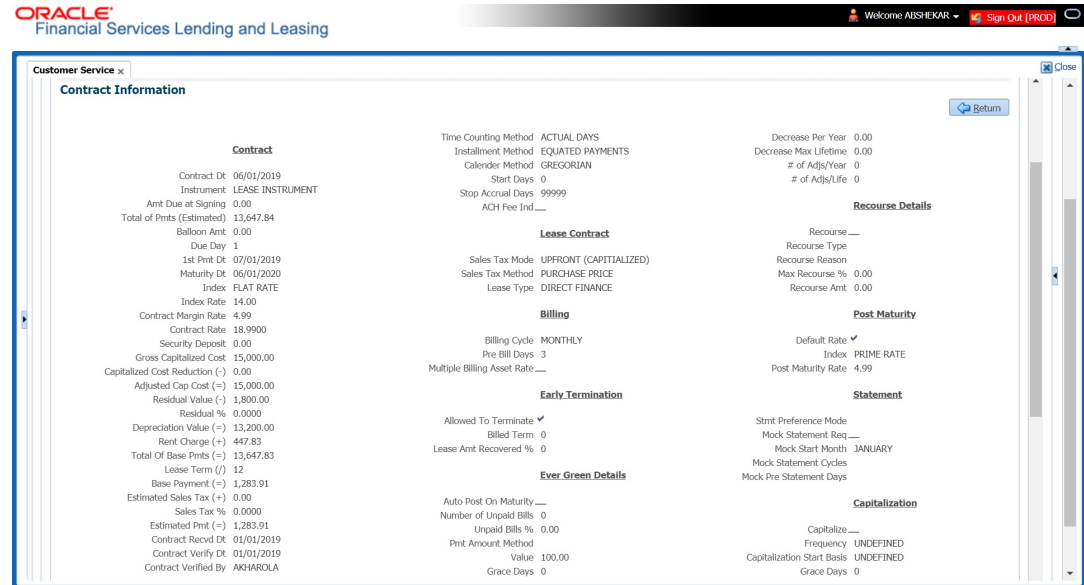 ORACLE
Financial Services Lending and Leasing
Welcome ABSHEKAR
Sign Out [PROD]
Customer Service x
Close
Contract Information
Return
Contract
Contract Dt 06/01/2019
Instrument LEASE INSTRUMENT
Amt Due at Signing 0.00
Total of Pmts (Estimated) 13,647.84
Balloon Amt 0.00
Due Day 1
1st Pmt Dt 07/01/2019
Maturity Dt 06/01/2020
Index FLAT RATE
Index Rate 14.00
Contract Margin Rate 4.99
Contract Rate 18.9900
Security Deposit 0.00
Gross Capitalized Cost 15,000.00
Capitalized Cost Reduction (-) 0.00
Adjusted Cap Cost (=) 15,000.00
Residual Value (-) 1,800.00
Residual % 0.0000
Depreciation Value (=) 13,200.00
Rent Charge (+) 447.83
Total Of Base Pmts (=) 13,647.83
Lease Term (/) 12
Base Payment (=) 1,283.91
Estimated Sales Tax (+) 0.00
Sales Tax % 0.0000
Estimated Pmt (=) 1,283.91
Contract Recvd Dt 01/01/2019
Contract Verify Dt 01/01/2019
Contract Verified By AKHAROLA
Time Counting Method ACTUAL DAYS
Installment Method EQUATED PAYMENTS
Calender Method GREGORIAN
Start Days 0
Stop Accrual Days 99999
ACH Fee Ind
Lease Contract
Sales Tax Mode UPFRONT (CAPITIALIZED)
Sales Tax Method PURCHASE PRICE
Lease Type DIRECT FINANCE
Billing
Billing Cycle MONTHLY
Pre Bill Days 3
Multiple Billing Asset Rate
Early Termination
Allowed To Terminate
Billed Term 0
Lease Amt Recovered % 0
Ever Green Details
Auto Post On Maturity
Number of Unpaid Bills 0
Unpaid Bills % 0.00
Pmt Amount Method
Value 100.00
Grace Days 0
Decrease Per Year 0.00
Decrease Max Lifetime 0.00
# of Adjs/Year 0
# of Adjs/Life 0
Recourse Details
Recourse
Recourse Type
Recourse Reason
Max Recourse % 0.00
Recourse Amt 0.00
Post Maturity
Default Rate
Index PRIME RATE
Post Maturity Rate 4.99
Statement
Stmt Preference Mode
Mock Statement Req
Mock Start Month JANUARY
Mock Statement Cycles
Mock Pre Statement Days
Capitalization
Capitalize
Frequency UNDEFINED
Capitalization Start Basis UNDEFINED
Grace Days 0